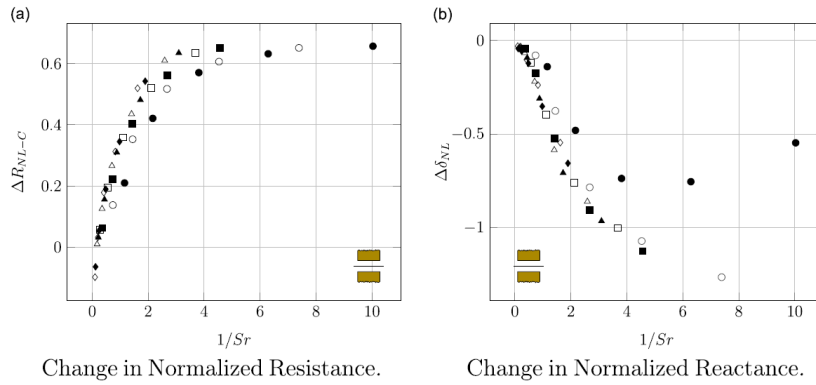 (a)
0.6
0.4
0.2
0
ΔR_{NL−C}
0 2 4 6 8 10
1/Sr
Change in Normalized Resistance.
(b)
0
−0.5
−1
Δδ_{NL}
0 2 4 6 8 10
1/Sr
Change in Normalized Reactance.